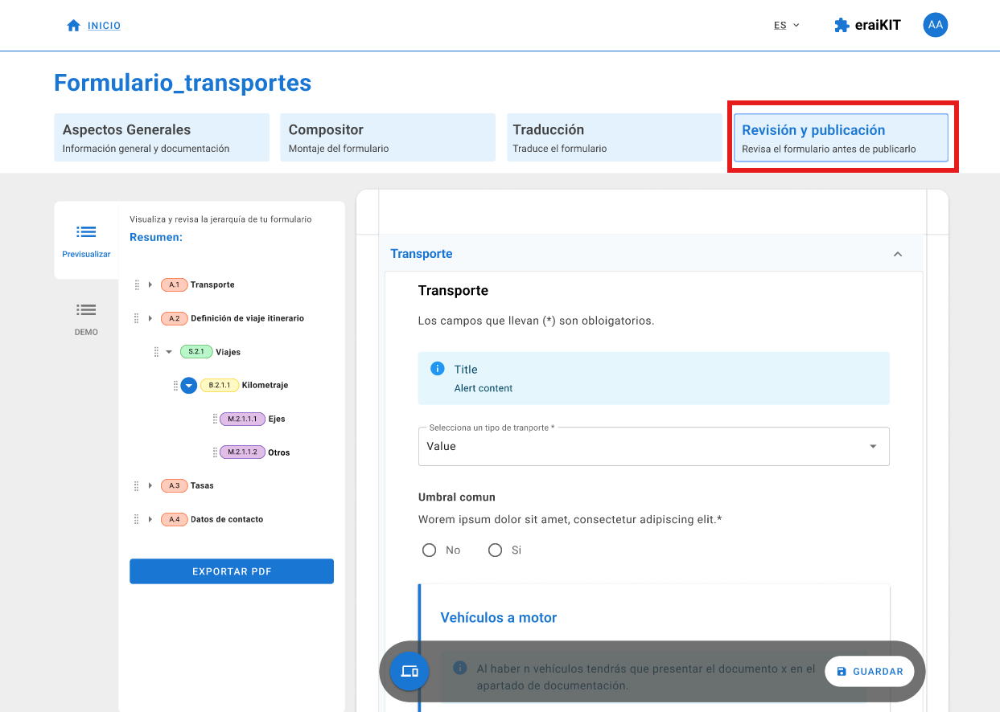 INICIO
ES
eraiKIT
AA
Formulario_transportes
Aspectos Generales
Información general y documentación
Compositor
Montaje del formulario
Traducción
Traduce el formulario
Revisión y publicación
Revisa el formulario antes de publicarlo
Previsualizar
DEMO
Visualiza y revisa la jerarquía de tu formulario
Resumen:
A.1 Transporte
A.2 Definición de viaje itinerario
S.2.1 Viajes
B.2.1.1 Kilometraje
M.2.1.1.1 Ejes
M.2.1.1.2 Otros
A.3 Tasas
A.4 Datos de contacto
EXPORTAR PDF
Transporte
Transporte
Los campos que llevan (*) son obloigatorios.
Title
Alert content
Selecciona un tipo de tranporte *
Value
Umbral comun
Worem ipsum dolor sit amet, consectetur adipiscing elit.*
No Si
Vehículos a motor
Al haber n vehículos tendrás que presentar el documento x en el
apartado de documentación.
GUARDAR